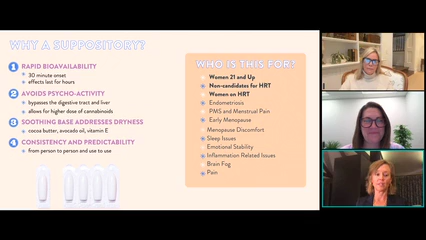 WHY A SUPPOSITORY?
1 RAPID BIOAVAILABILITY
30 minute onset
effects last for hours
2 AVOIDS PSYCHO-ACTIVITY
bypasses the digestive tract and liver
allows for higher dose of cannabinoids
3 SOOTHING BASE ADDRESSES DRYNESS
cocoa butter, avocado oil, vitamin E
4 CONSISTENCY AND PREDICTABILITY
from person to person and use to use
WHO IS THIS FOR?
Women 21 and Up
Non-candidates for HRT
Women on HRT
Endometriosis
PMS and Menstrual Pain
Early Menopause
Menopause Discomfort
Sleep Issues
Emotional Stability
Inflammation Related Issues
Brain Fog
Pain